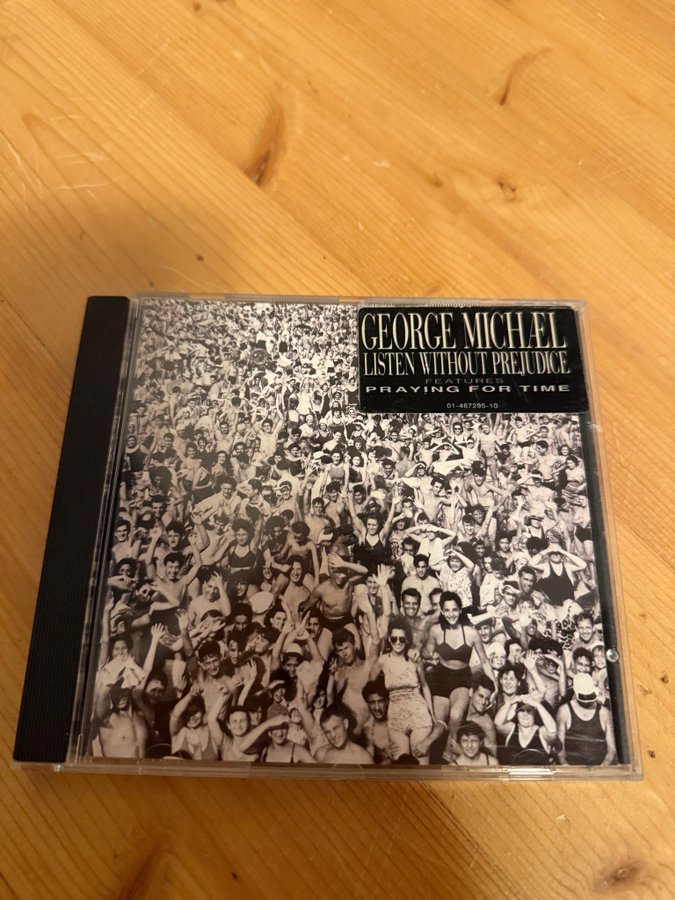 GEORGE MICHÆL
LISTEN WITHOUT PREJUDICE
FEATURES
PRAYING FOR TIME
01-467295-10